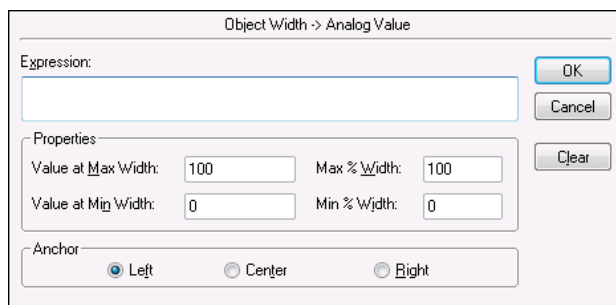 Object Width -> Analog Value
Expression:
OK
Cancel
Clear
Properties
Value at Max Width: 100 Max % Width: 100
Value at Min Width: 0 Min % Width: 0
Anchor
Left Center Right